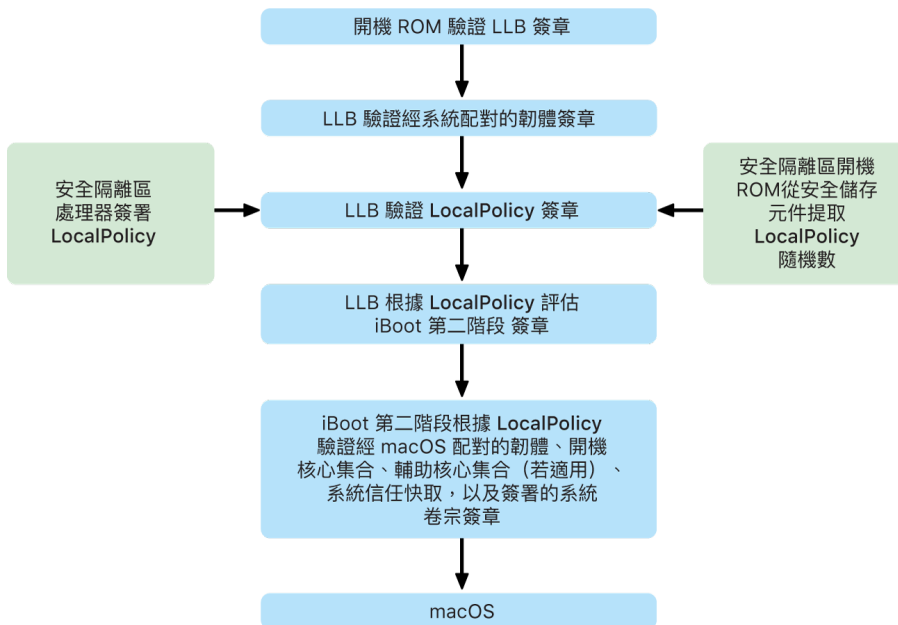 開機 ROM 驗證 LLB 簽章
LLB 驗證經系統配對的韌體簽章
安全隔離區
處理器簽署
LocalPolicy
LLB 驗證 LocalPolicy 簽章
安全隔離區開機
ROM從安全儲存
元件提取
LocalPolicy
隨機數
LLB 根據 LocalPolicy 評估
iBoot 第二階段 簽章
iBoot 第二階段根據 LocalPolicy
驗證經 macOS 配對的韌體、開機
核心集合、輔助核心集合（若適用）、
系統信任快取，以及簽署的系統
卷宗簽章
macOS